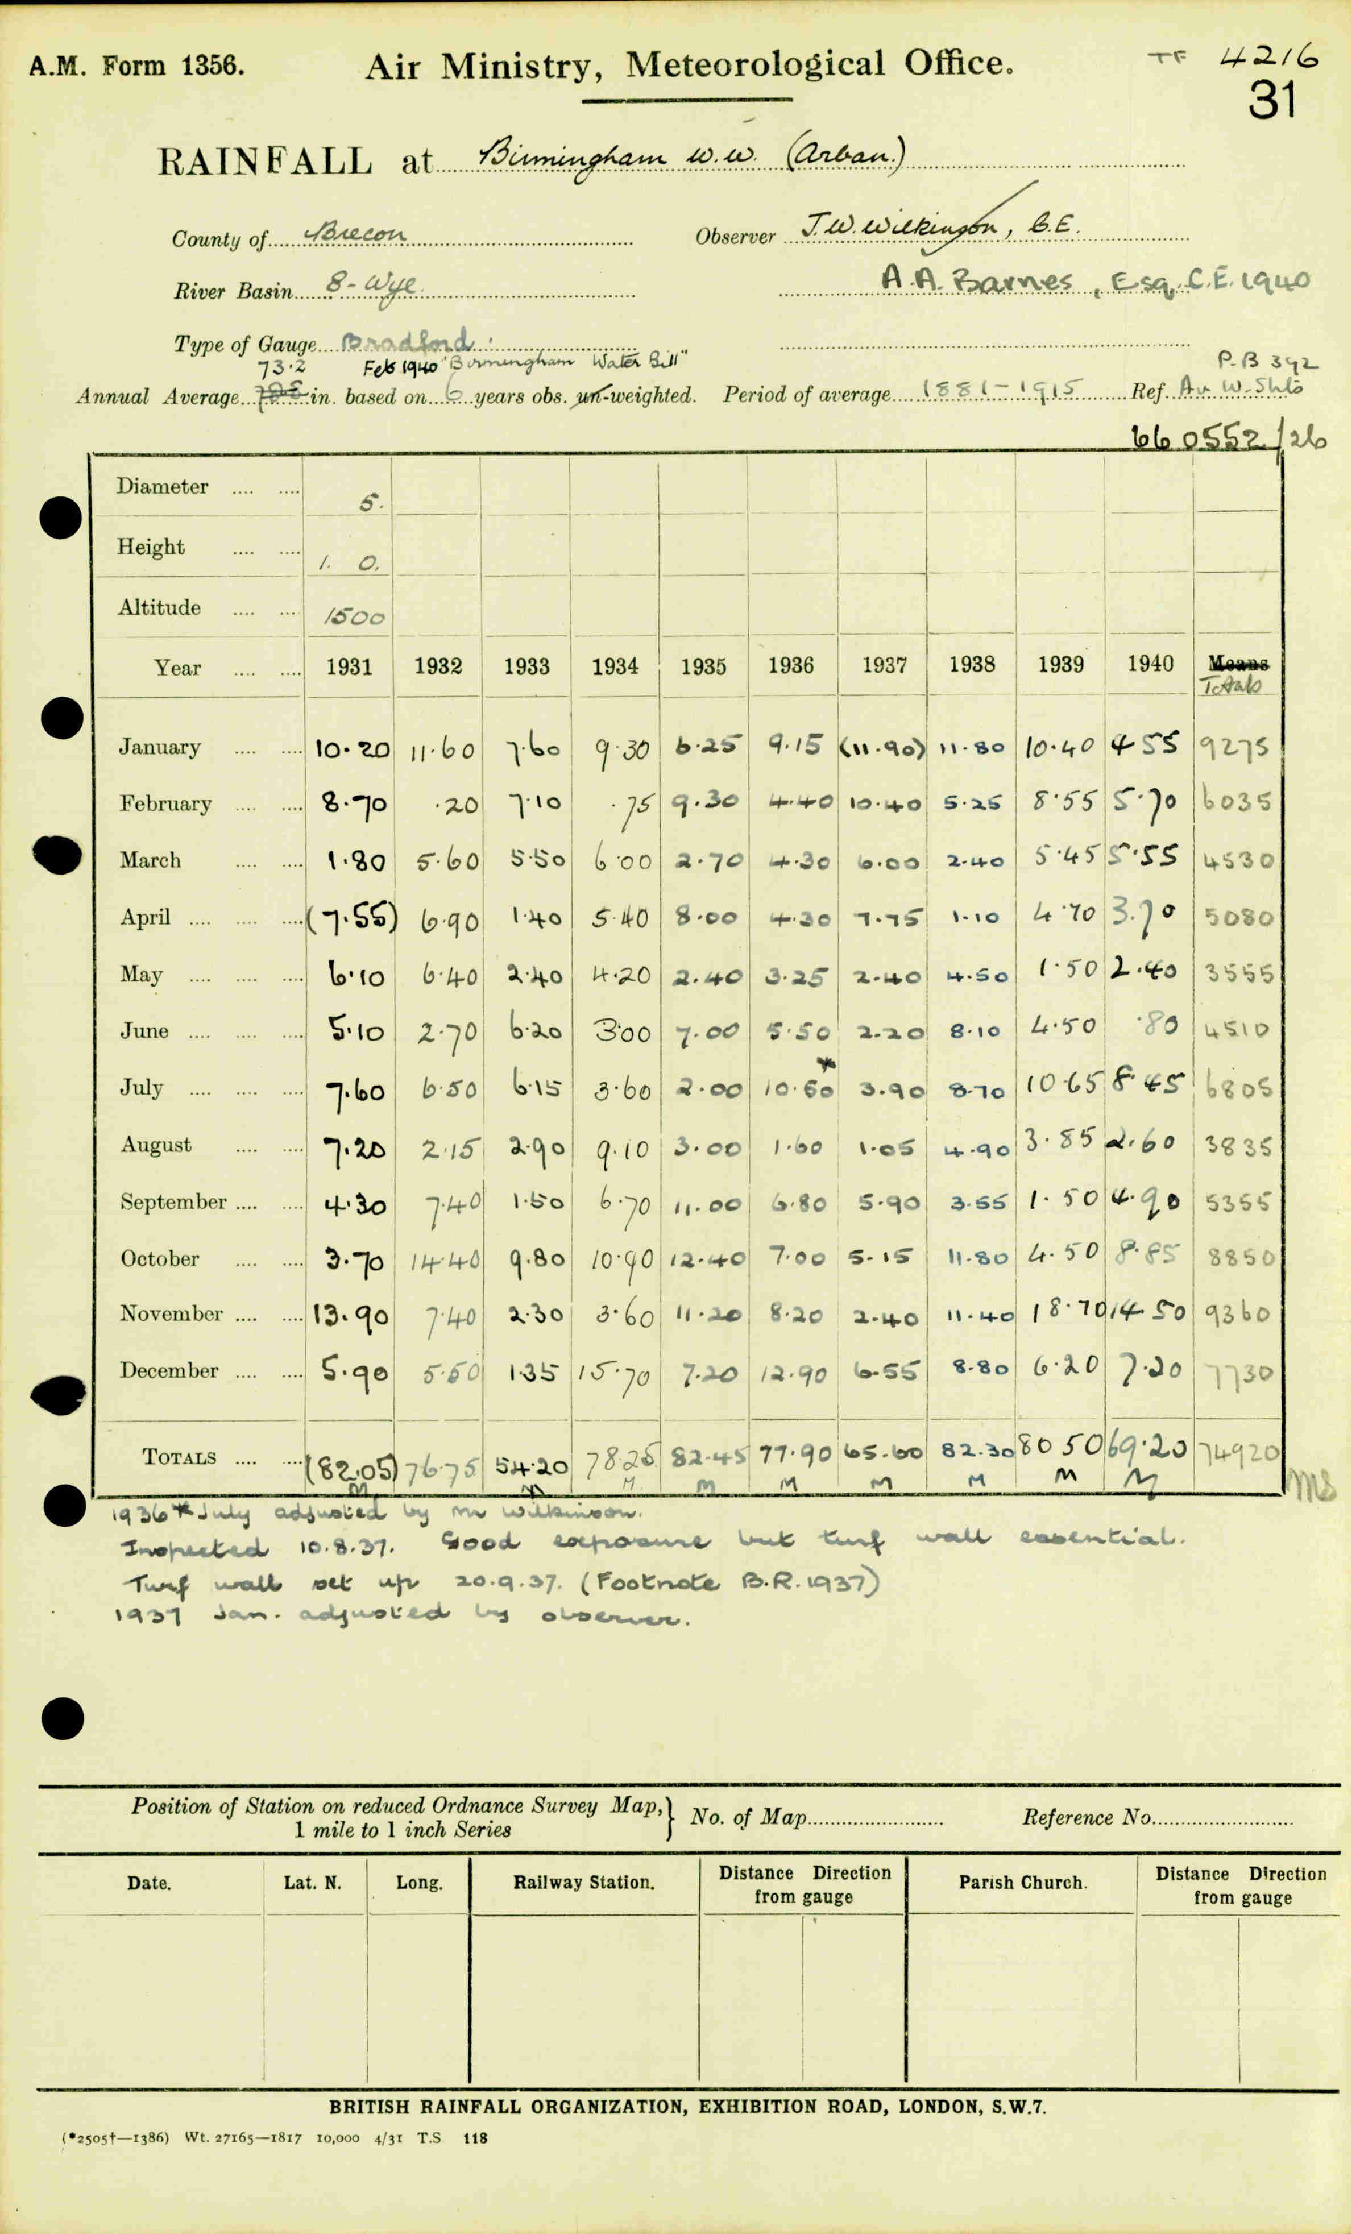 A.M. Form 1356. Air Ministry, Meteorological Office. TF 4216
31
RAINFALL at Birmingham W.W. (Arban.)
County of Brecon Observer J.W. Wilkinson, C.E.
River Basin 8-Wye A.A. Barnes, Esq. C.E. 1940
Type of Gauge Bradford
73.2 Feb 1940 "Birmingham Water Bill" P.B 392
Annual Average in. based on 6 years obs. un-weighted. Period of average 1881-1915 Ref. Av. W. Shts
660552/26
Diameter .... .... 5.
Height .... .... 1. 0.
Altitude .... .... 1500
Year .... .... 1931 1932 1933 1934 1935 1936 1937 1938 1939 1940 Means
Totals
January .... .... 10.20 11.60 7.60 9.30 6.25 9.15 (11.90) 11.80 10.40 4.55 9275
February .... .... 8.70 .20 7.10 .75 9.30 4.40 10.40 5.25 8.55 5.70 6035
March .... .... 1.80 5.60 5.50 6.00 2.70 4.30 6.00 2.40 5.45 5.55 4530
April .... .... .... (7.55) 6.90 1.40 5.40 8.00 4.30 7.75 1.10 4.70 3.70 5080
May .... .... .... 6.10 6.40 2.40 4.20 2.40 3.25 2.40 4.50 1.50 2.40 3555
June .... .... .... 5.10 2.70 6.20 3.00 7.00 5.50 2.20 8.10 4.50 .80 4510
July .... .... .... 7.60 6.50 6.15 3.60 2.00 10.50* 3.90 8.70 10.65 8.45 6805
August .... .... 7.20 2.15 2.90 9.10 3.00 1.60 1.05 4.90 3.85 2.60 3835
September .... .... 4.30 7.40 1.50 6.70 11.00 6.80 5.90 3.55 1.50 4.90 5355
October .... .... 3.70 14.40 9.80 10.90 12.40 7.00 5.15 11.80 4.50 8.85 8850
November .... .... 13.90 7.40 2.30 3.60 11.20 8.20 2.40 11.40 18.70 14.50 9360
December .... .... 5.90 5.50 1.35 15.70 7.20 12.90 6.55 8.80 6.20 7.20 7730
TOTALS .... .... (82.05) 76.75 54.20 78.25 82.45 77.90 65.60 82.30 80.50 69.20 74920
M M M M M M M M M MS
1936 * July adjusted by Mr Wilkinson.
Inspected 10.8.37. Good exposure but turf wall essential.
Turf wall set up 20.9.37. (Footnote B.R. 1937)
1937 Jan. adjusted by observer.
Position of Station on reduced Ordnance Survey Map, } No. of Map Reference No.
1 mile to 1 inch Series
Date. Lat. N. Long. Railway Station. Distance Direction from gauge Parish Church. Distance Direction from gauge
BRITISH RAINFALL ORGANIZATION, EXHIBITION ROAD, LONDON, S.W.7.
(*2505†—1386) Wt. 27165—1817 10,000 4/31 T.S 118